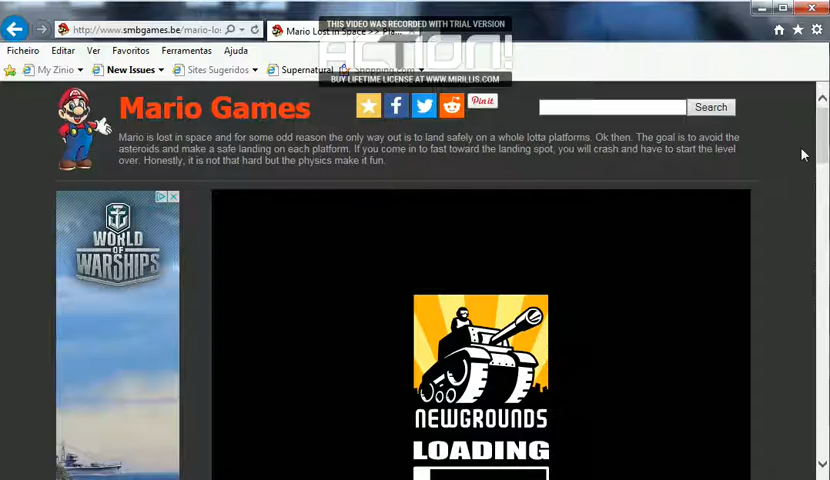 THIS VIDEO WAS RECORDED WITH TRIAL VERSION
ACTION!
BUY LIFETIME LICENSE AT WWW.MIRILLIS.COM
http://www.smbgames.be/mario-lo
Mario Lost in Space >> Pla...
Ficheiro Editar Ver Favoritos Ferramentas Ajuda
My Zinio New Issues Sites Sugeridos Supernatural Shopping.com
Mario Games
Pin it
Search
Mario is lost in space and for some odd reason the only way out is to land safely on a whole lotta platforms. Ok then. The goal is to avoid the
asteroids and make a safe landing on each platform. If you come in to fast toward the landing spot, you will crash and have to start the level
over. Honestly, it is not that hard but the physics make it fun.
WORLD
OF
WARSHIPS
NEWGROUNDS
LOADING